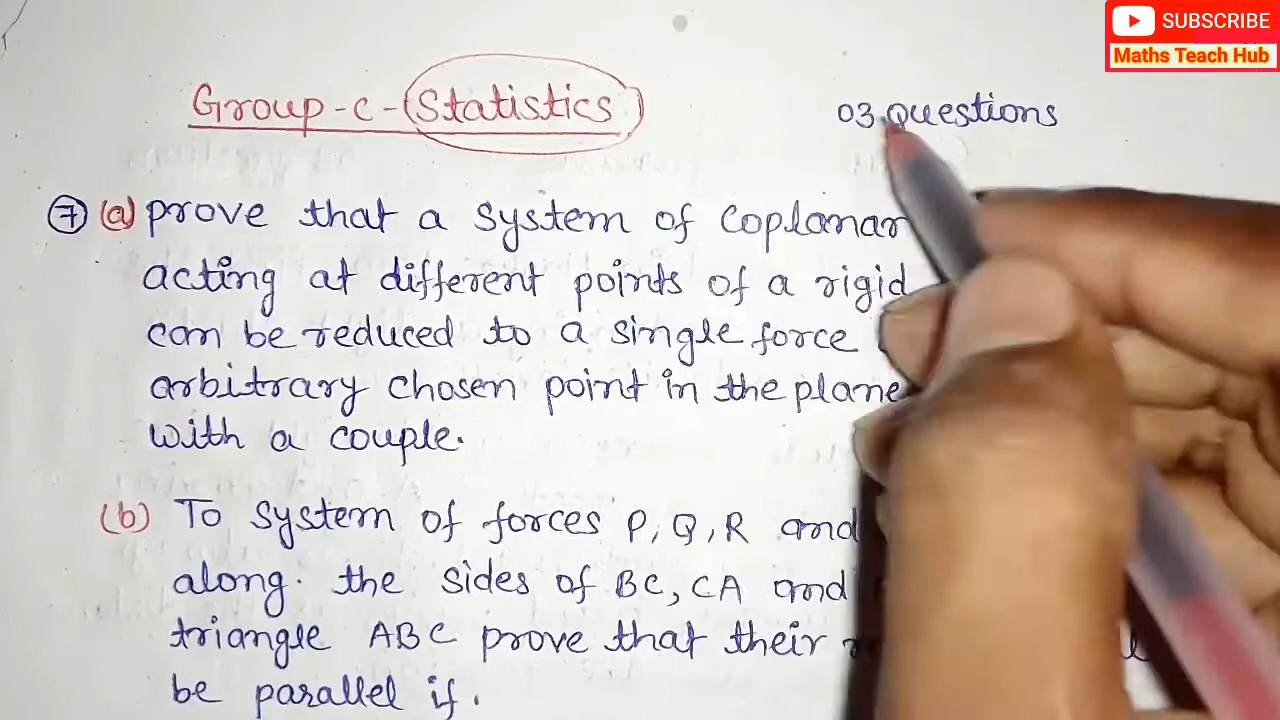 SUBSCRIBE
Maths Teach Hub
Group-C-Statistics
03 Questions
7 (a) prove that a system of coplanar
acting at different points of a rigid
can be reduced to a single force
arbitrary chosen point in the plane
with a couple.
(b) To system of forces P, Q, R and
along. the sides of BC, CA and
triangle ABC prove that their
be parallel if.